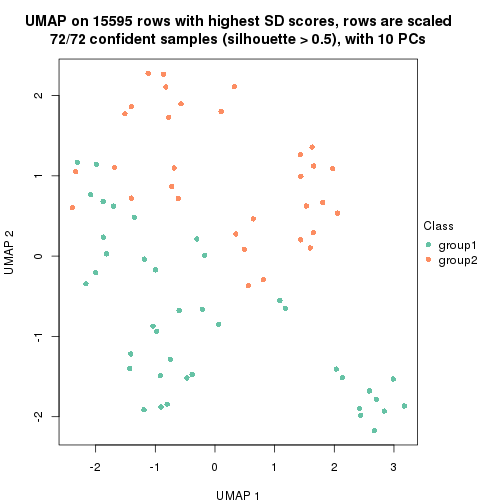 UMAP on 15595 rows with highest SD scores, rows are scaled
72/72 confident samples (silhouette > 0.5), with 10 PCs
2
1
0
-1
-2
UMAP 2
-2
-1
0
1
2
3
UMAP 1
Class
group1
group2